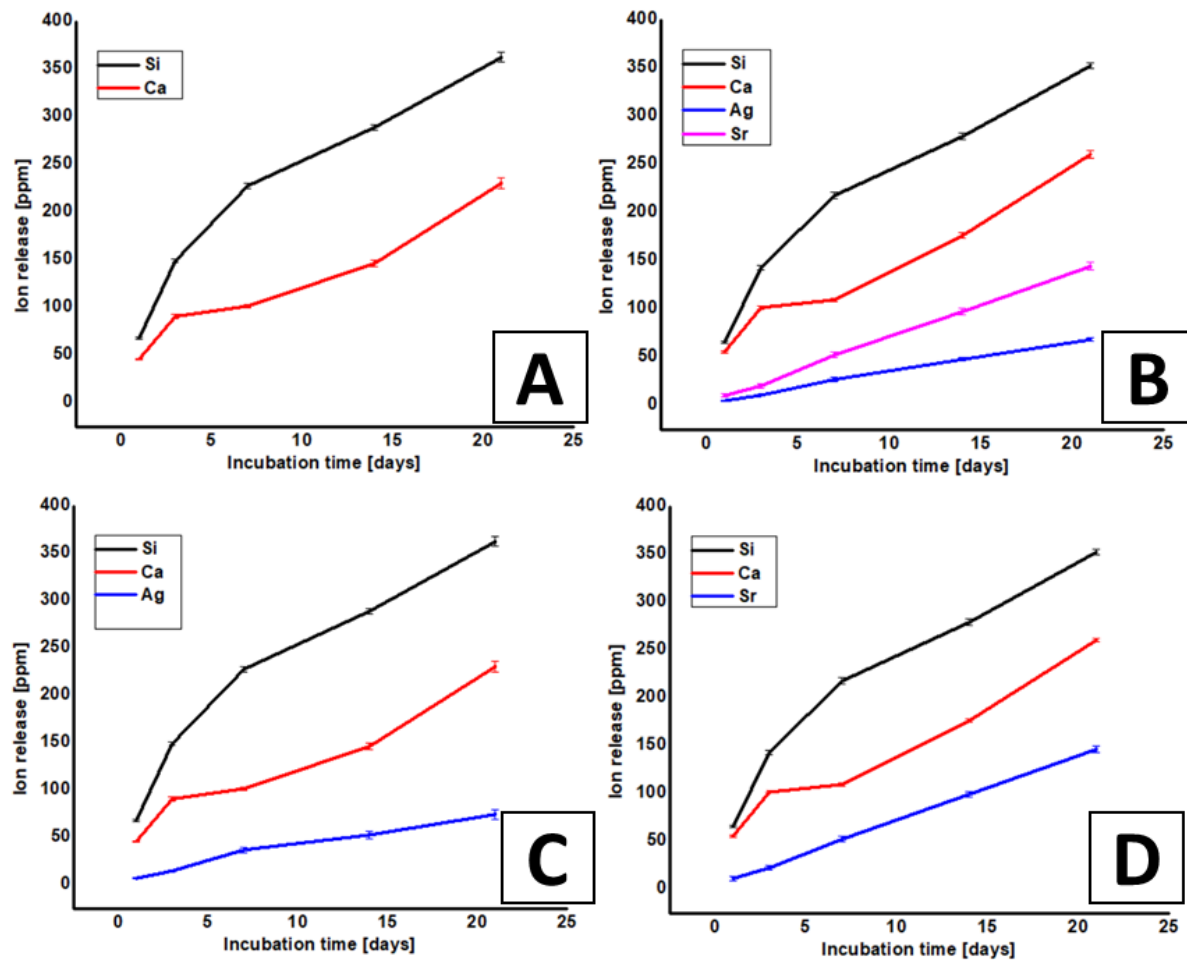 400
350
300
250
200
150
100
50
0
Ion release [ppm]
Si
Ca
0 5 10 15 20 25
Incubation time [days]
A
400
350
300
250
200
150
100
50
0
Ion release [ppm]
Si
Ca
Ag
Sr
0 5 10 15 20 25
Incubation time [days]
B
400
350
300
250
200
150
100
50
0
Ion release [ppm]
Si
Ca
Ag
0 5 10 15 20 25
Incubation time [days]
C
400
350
300
250
200
150
100
50
0
Ion release [ppm]
Si
Ca
Sr
0 5 10 15 20 25
Incubation time [days]
D